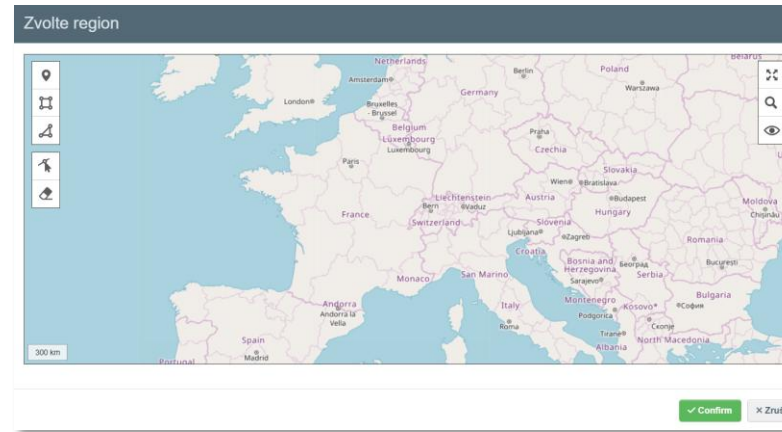 Zvolte region
Netherlands
Belarus
Amsterdam
Berlin
Poland
Warszawa
London
Germany
Bruxelles
- Brussel
Belgium
Praha
Luxembourg
Luxembourg
Czechia
Paris
Slovakia
Wien
Bratislava
Liechtenstein
Austria
Budapest
Moldova
Bern
Vaduz
Chișinău
France
Switzerland
Slovenia
Hungary
Ljubljana
Zagreb
Romania
Croatia
Bosnia and
Herzegovina
Београд
București
Monaco
San Marino
Sarajevo
Serbia
Andorra
Italy
Montenegro
Kosovo*
Bulgaria
Andorra la
Vella
Podgorica
София
Roma
Скопје
Spain
Tiranë
North Macedonia
300 km
Madrid
Albania
Portugal
Confirm
× Zruš